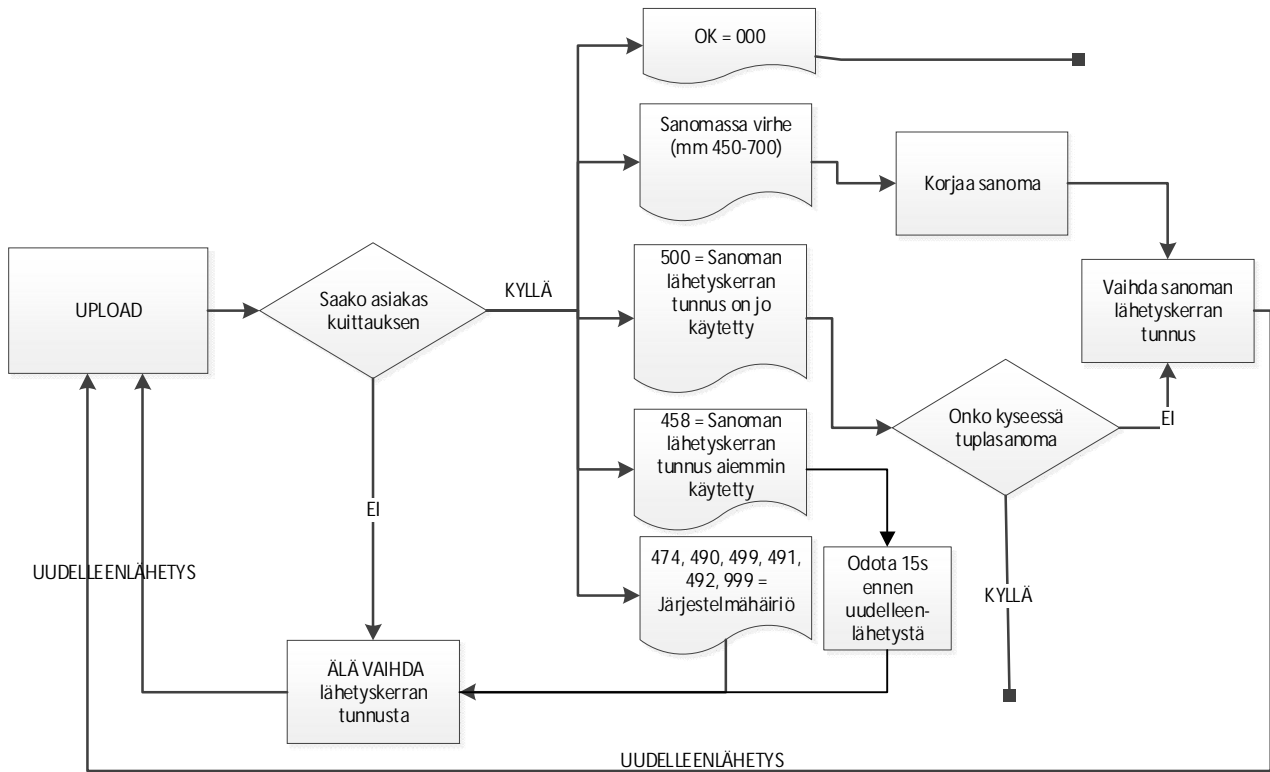 OK = 000
Sanomassa virhe
(mm 450-700)
Korjaa sanoma
UPLOAD
Saako asiakas
kuittauksen
KYLLÄ
500 = Sanoman
lähetyskerran
tunnus on jo
käytetty
Vaihda sanoman
lähetyskerran
tunnus
Onko kyseessä
tuplasanoma
EI
458 = Sanoman
lähetyskerran
tunnus aiemmin
käytetty
EI
474, 490, 499, 491,
492, 999 =
Järjestelmähäiriö
Odota 15s
ennen
uudelleen-
lähetystä
KYLLÄ
UUDELLEENLÄHETYS
ÄLÄ VAIHDA
lähetyskerran
tunnusta
UUDELLEENLÄHETYS